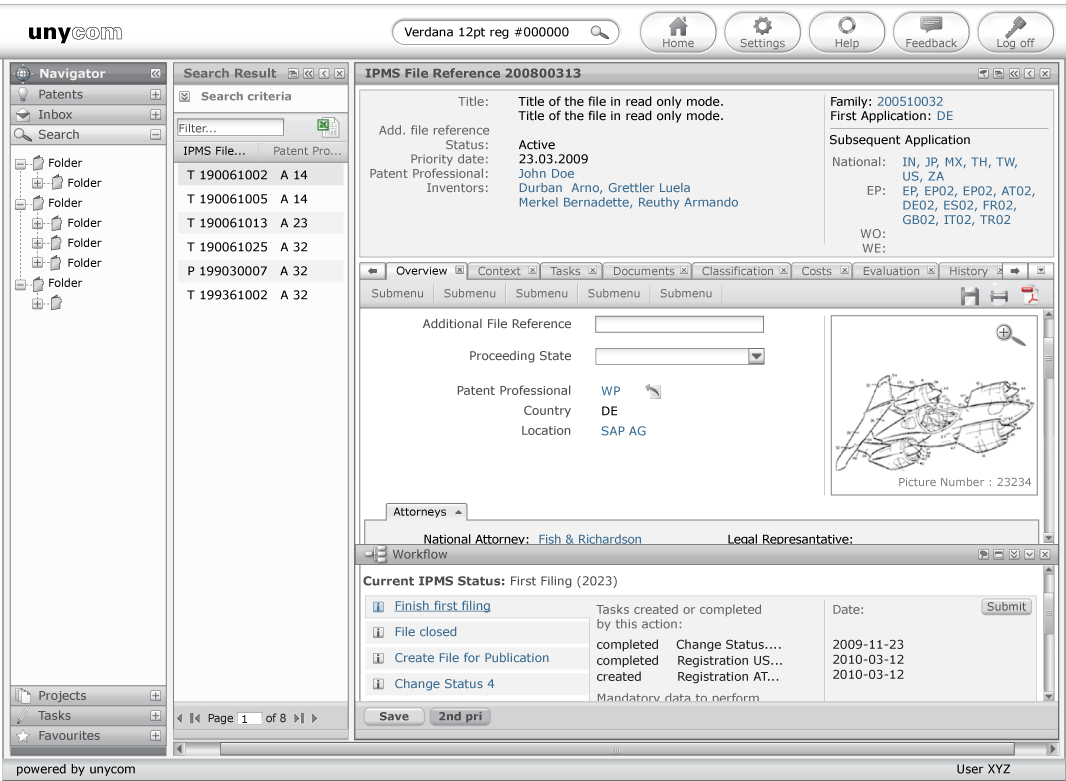 unycom
Verdana 12pt reg #000000
Home
Settings
Help
Feedback
Log off
Navigator
Patents
Inbox
Search
Folder
Folder
Folder
Folder
Folder
Folder
Folder
Projects
Tasks
Favourites
Search Result
Search criteria
Filter...
IPMS File... Patent Pro...
T 190061002 A 14
T 190061005 A 14
T 190061013 A 23
T 190061025 A 32
P 199030007 A 32
T 199361002 A 32
Page 1 of 8
IPMS File Reference 200800313
Title: Title of the file in read only mode.
Title of the file in read only mode.
Add. file reference
Status: Active
Priority date: 23.03.2009
Patent Professional: John Doe
Inventors: Durban Arno, Grettler Luela
Merkel Bernadette, Reuthy Armando
Family: 200510032
First Application: DE
Subsequent Application
National: IN, JP, MX, TH, TW,
US, ZA
EP: EP, EP02, EP02, AT02,
DE02, ES02, FR02,
GB02, IT02, TR02
WO:
WE:
Overview Context Tasks Documents Classification Costs Evaluation History
Submenu Submenu Submenu Submenu Submenu
Additional File Reference
Proceeding State
Patent Professional WP
Country DE
Location SAP AG
Picture Number : 23234
Attorneys
National Attorney: Fish & Richardson Legal Represantative:
Workflow
Current IPMS Status: First Filing (2023)
Finish first filing
File closed
Create File for Publication
Change Status 4
Tasks created or completed
by this action:
completed Change Status....
completed Registration US...
created Registration AT...
Mandatory data to perform
Date:
2009-11-23
2010-03-12
2010-03-12
Submit
Save
2nd pri
powered by unycom
User XYZ